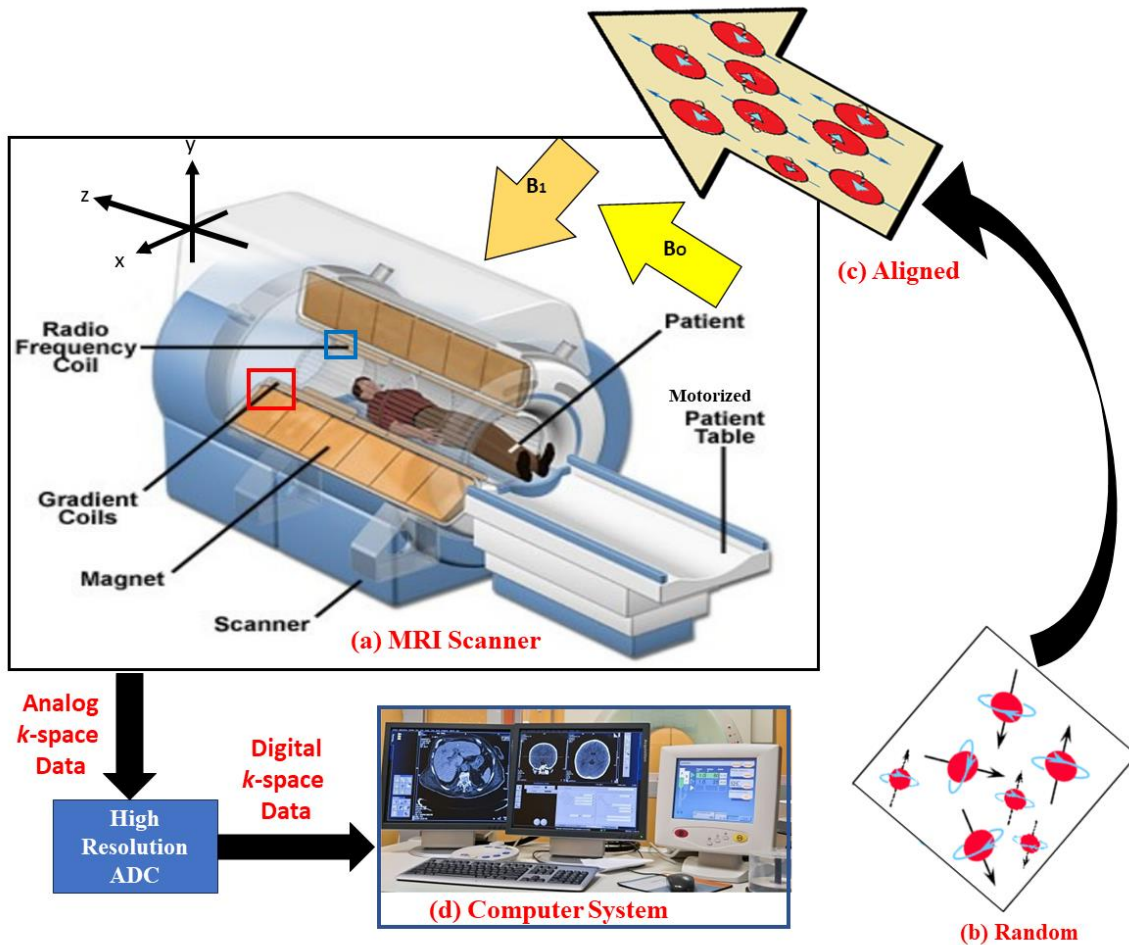 (c) Aligned
y
z
x
B1
BO
Radio
Frequency
Coil
Patient
Motorized
Patient
Table
Gradient
Coils
Magnet
Scanner
(a) MRI Scanner
Analog
k-space
Data
Digital
k-space
Data
High
Resolution
ADC
(d) Computer System
(b) Random